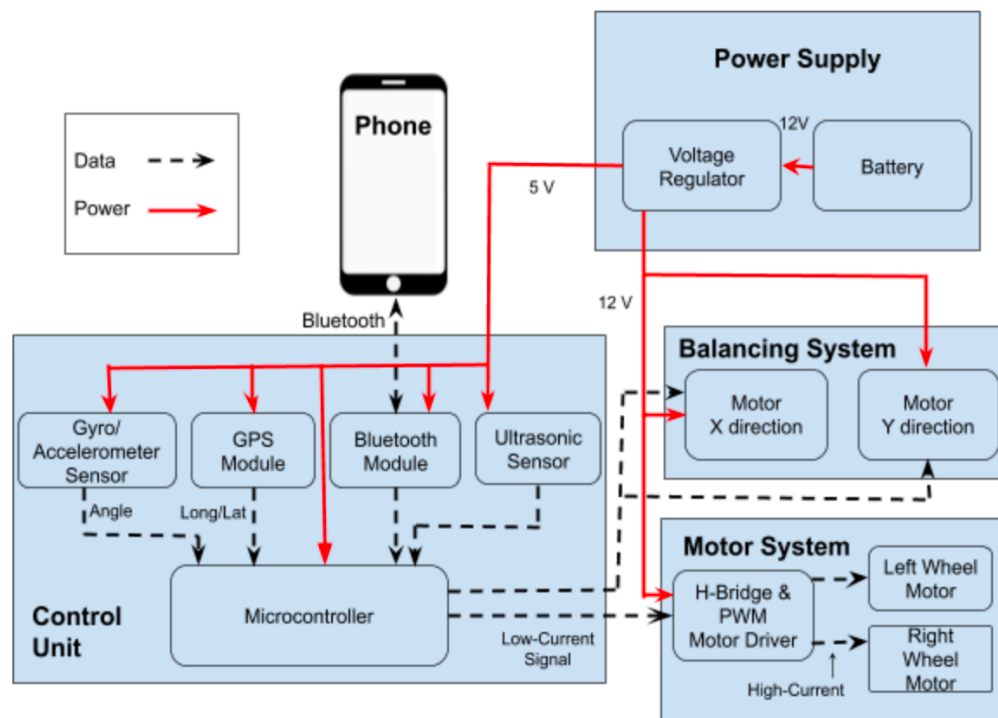 Power Supply
Phone
12V
Data
Voltage
Regulator
Battery
Power
5 V
12 V
Bluetooth
Balancing System
Motor
X direction
Motor
Y direction
Gyro/
Accelerometer
Sensor
GPS
Module
Bluetooth
Module
Ultrasonic
Sensor
Angle
Long/Lat
Motor System
Left Wheel
Motor
H-Bridge &
PWM
Motor Driver
Control
Unit
Microcontroller
Low-Current
Signal
Right
Wheel
Motor
High-Current